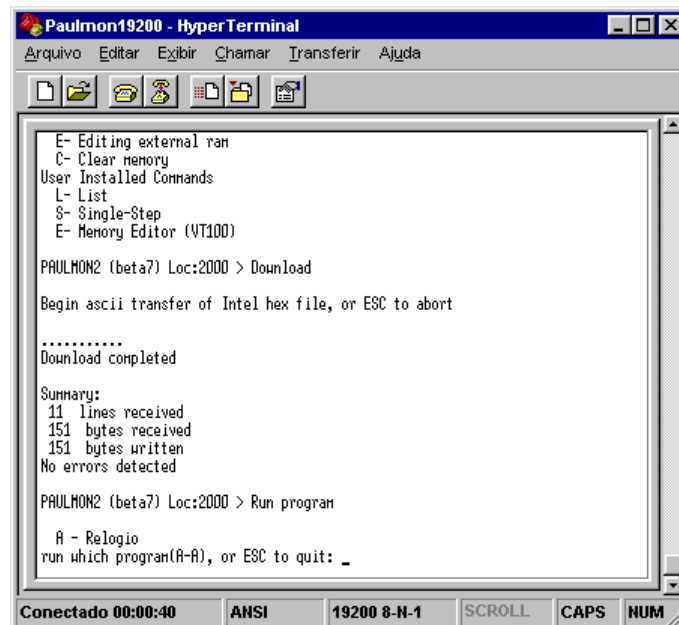 Paulmon19200 - HyperTerminal
Arquivo Editar Exibir Chamar Transferir Ajuda
E- Editing external ram
C- Clear memory
User Installed Commands
L- List
S- Single-Step
E- Memory Editor (VT100)
PAULMON2 (beta7) Loc:2000 > Download
Begin ascii transfer of Intel hex file, or ESC to abort
...........
Download completed
Summary:
11 lines received
151 bytes received
151 bytes written
No errors detected
PAULMON2 (beta7) Loc:2000 > Run program
A - Relogio
run which program(A-A), or ESC to quit: _
Conectado 00:00:40 ANSI 19200 8-N-1 SCROLL CAPS NUM